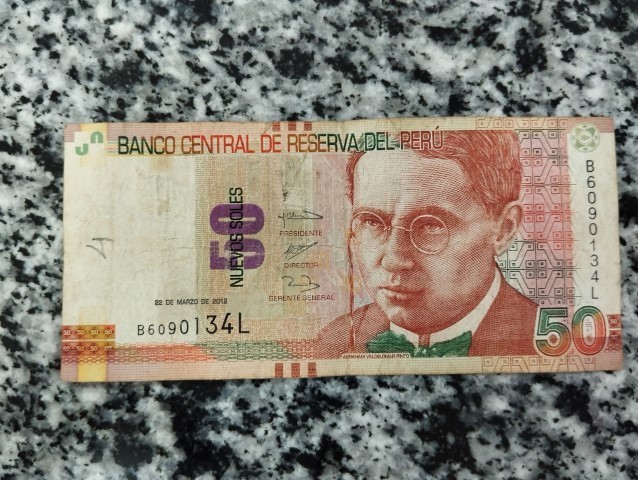 BANCO CENTRAL DE RESERVA DEL PERÚ
50
NUEVOS SOLES
PRESIDENTE
DIRECTOR
GERENTE GENERAL
22 DE MARZO DE 2012
B6090134L
B6090134L
50
ABRAHAM VALDELOMAR PINTO